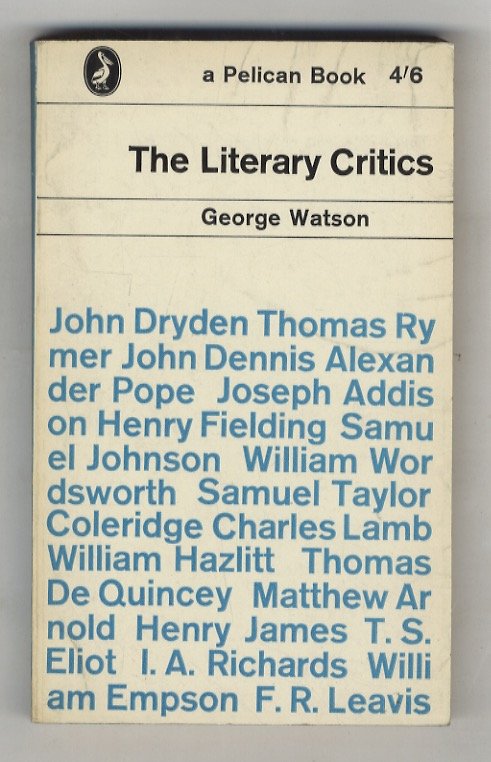 a Pelican Book 4/6
The Literary Critics
George Watson
John Dryden Thomas Ry
mer John Dennis Alexan
der Pope Joseph Addis
on Henry Fielding Samu
el Johnson William Wor
dsworth Samuel Taylor
Coleridge Charles Lamb
William Hazlitt Thomas
De Quincey Matthew Ar
nold Henry James T. S.
Eliot I. A. Richards Willi
am Empson F. R. Leavis